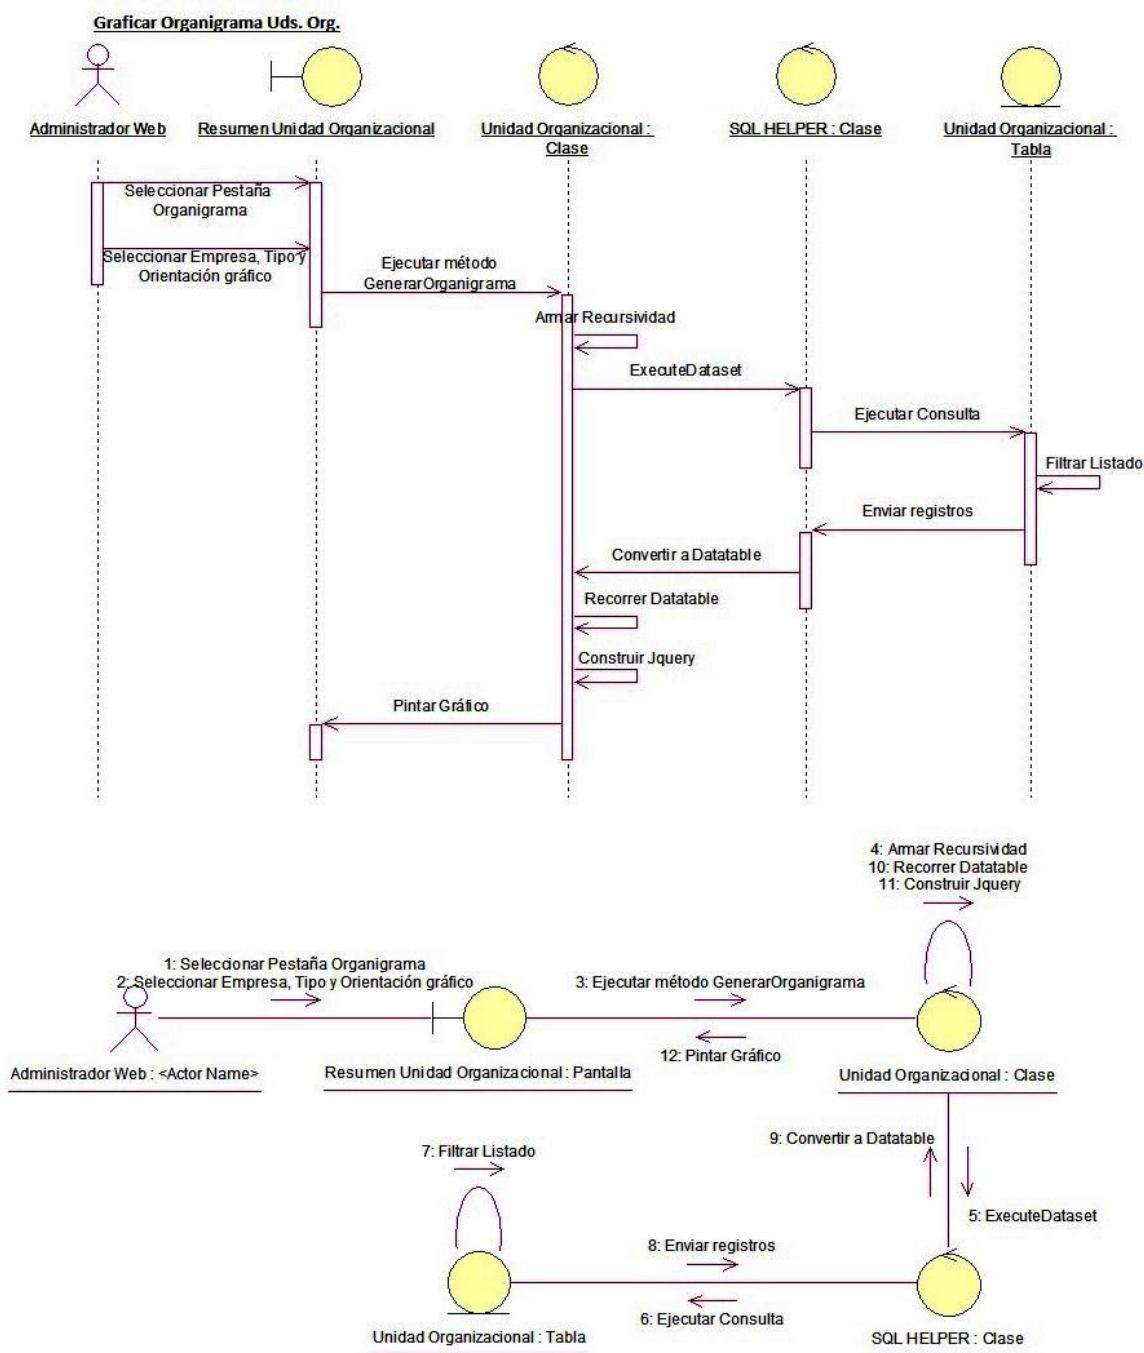 Graficar Organigrama Uds. Org.
Administrador Web
Resumen Unidad Organizacional
Unidad Organizacional :
Clase
SQL HELPER : Clase
Unidad Organizacional :
Tabla
Seleccionar Pestaña
Organigrama
Seleccionar Empresa, Tipo y
Orientación gráfico
Ejecutar método
GenerarOrganigrama
Armar Recursividad
ExecuteDataset
Ejecutar Consulta
Filtrar Listado
Enviar registros
Convertir a Datatable
Recorrer Datatable
Construir Jquery
Pintar Gráfico
4: Armar Recursividad
10: Recorrer Datatable
11: Construir Jquery
1: Seleccionar Pestaña Organigrama
2: Seleccionar Empresa, Tipo y Orientación gráfico
3: Ejecutar método GenerarOrganigrama
12: Pintar Gráfico
Administrador Web : <Actor Name>
Resumen Unidad Organizacional : Pantalla
Unidad Organizacional : Clase
9: Convertir a Datatable
7: Filtrar Listado
5: ExecuteDataset
8: Enviar registros
6: Ejecutar Consulta
Unidad Organizacional : Tabla
SQL HELPER : Clase